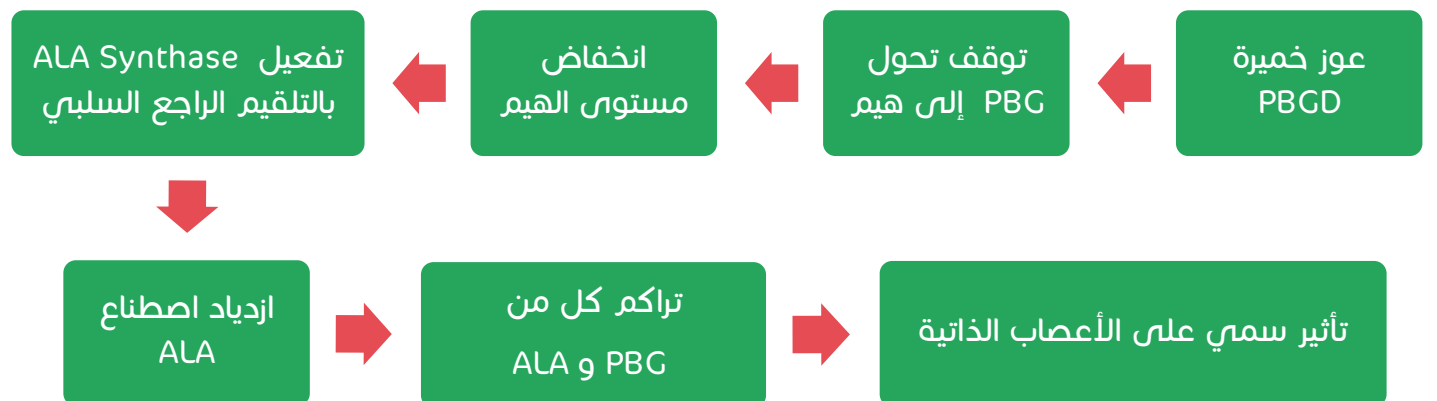 عوز خميرة
PBGD
توقف تحول
PBG إلى هيم
انخفاض
مستوى الهيم
تفعيل ALA Synthase
بالتلقيم الراجع السلبي
ازدياد اصطناع
ALA
تراكم كل من
PBG و ALA
تأثير سمي على الأعصاب الذاتية